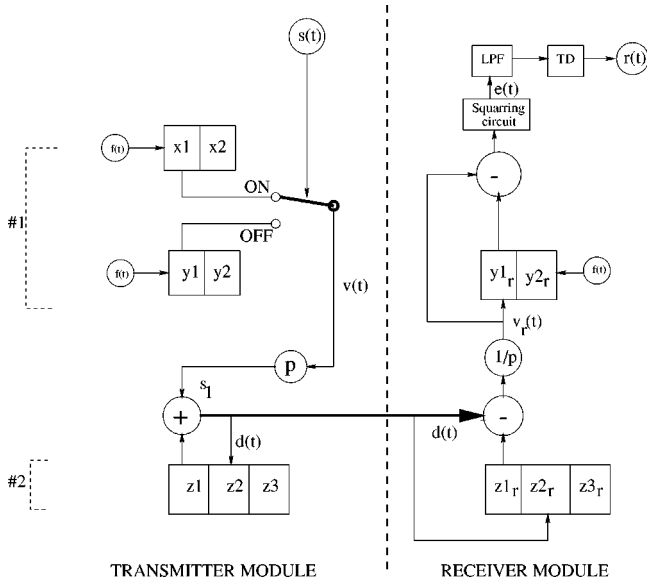 s(t)
LPF
TD
r(t)
e(t)
Squarring
circuit
f(t)
x1 x2
ON
-
#1
OFF
f(t)
y1 y2
v(t)
y1r y2r
f(t)
vr(t)
p
1/p
s1
+
-
d(t)
d(t)
#2
z1 z2 z3
z1r z2r z3r
TRANSMITTER MODULE
RECEIVER MODULE